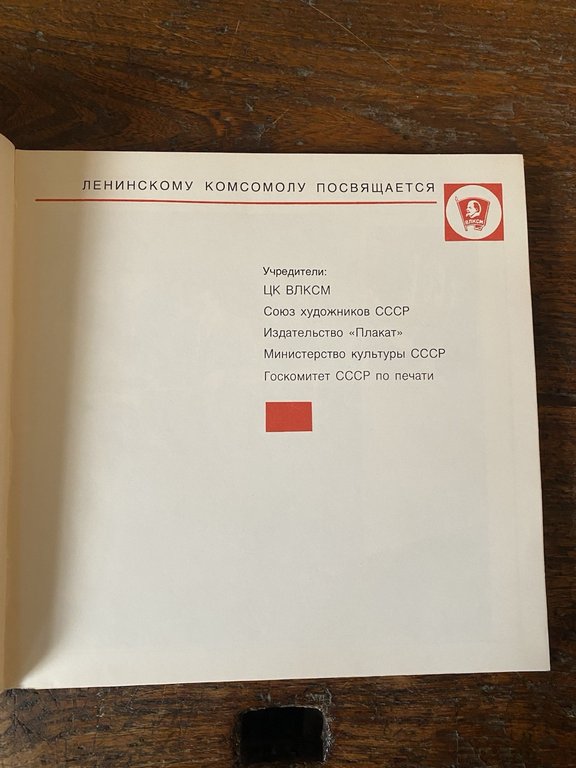 ЛЕНИНСКОМУ КОМСОМОЛУ ПОСВЯЩАЕТСЯ
ВЛКСМ
Учредители:
ЦК ВЛКСМ
Союз художников СССР
Издательство «Плакат»
Министерство культуры СССР
Госкомитет СССР по печати